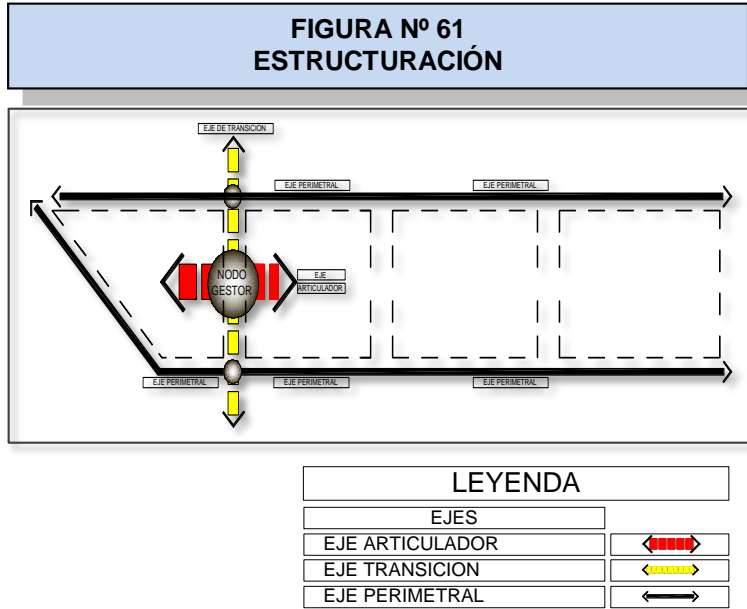 FIGURA Nº 61
ESTRUCTURACIÓN
EJE DE TRANSICION
EJE PERIMETRAL
EJE PERIMETRAL
NODO
GESTOR
EJE
ARTICULADOR
EJE PERIMETRAL
EJE PERIMETRAL
EJE PERIMETRAL
LEYENDA
EJES
EJE ARTICULADOR
EJE TRANSICION
EJE PERIMETRAL